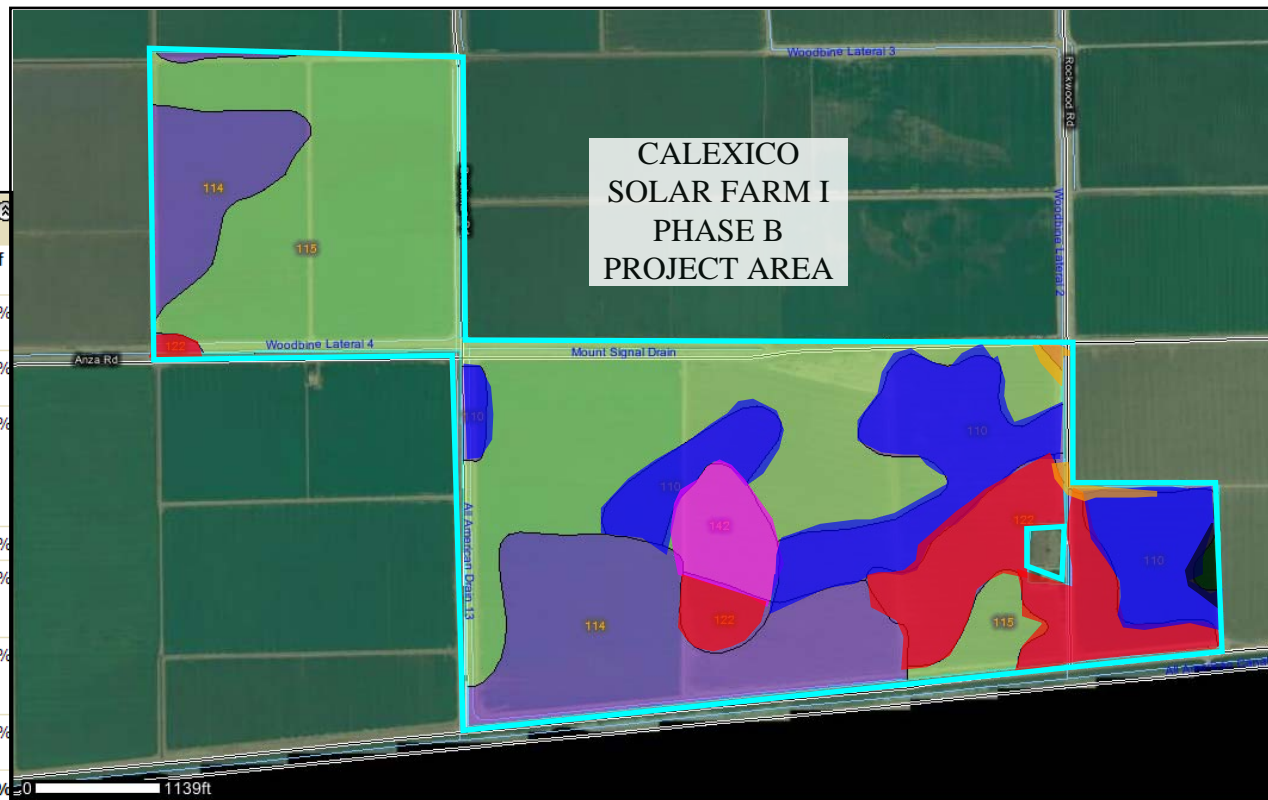 Woodbine Lateral 3
Rockwood Rd
CALEXICO
SOLAR FARM I
PHASE B
PROJECT AREA
114
115
Woodbine Lateral 2
f
%
%
%
%
%
%
%
%
122
Woodbine Lateral 4
Anza Rd
Mount Signal Drain
110
110
110
142
122
110
All American Drain 13
114
122
115
0
1139ft